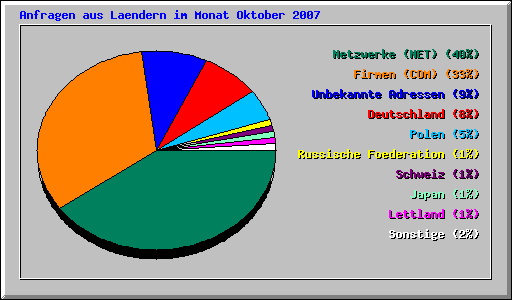 Anfragen aus Laendern im Monat Oktober 2007
Netzwerke (NET) (40%)
Firmen (COM) (33%)
Unbekannte Adressen (9%)
Deutschland (8%)
Polen (5%)
Russische Foederation (1%)
Schweiz (1%)
Japan (1%)
Lettland (1%)
Sonstige (2%)